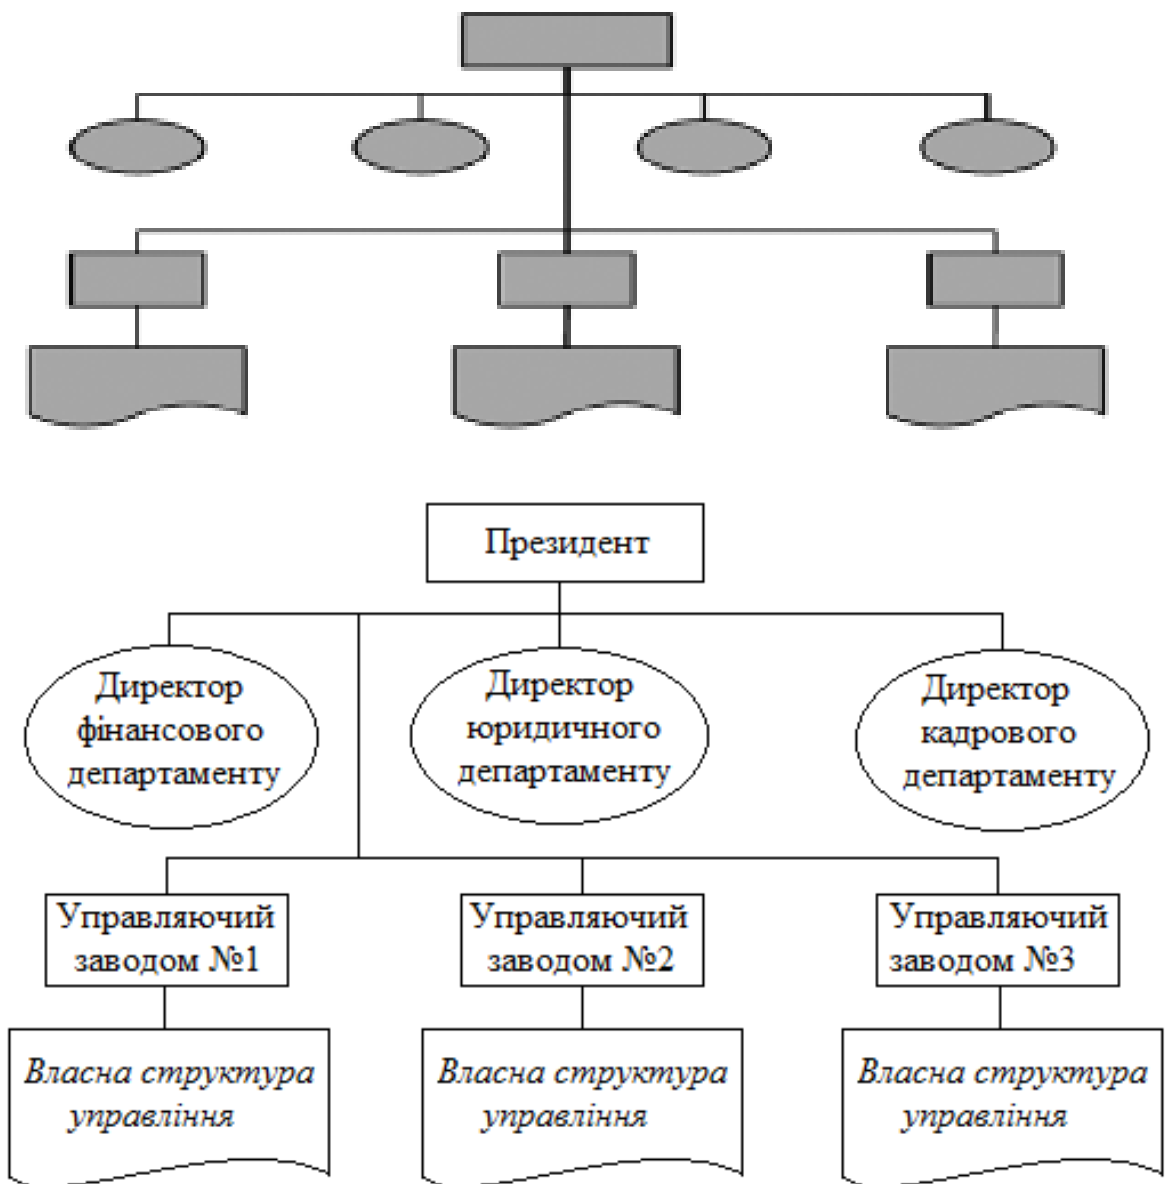 Президент
Директор
фінансового
департаменту
Директор
юридичного
департаменту
Директор
кадрового
департаменту
Управляючий
заводом №1
Управляючий
заводом №2
Управляючий
заводом №3
Власна структура
управління
Власна структура
управління
Власна структура
управління